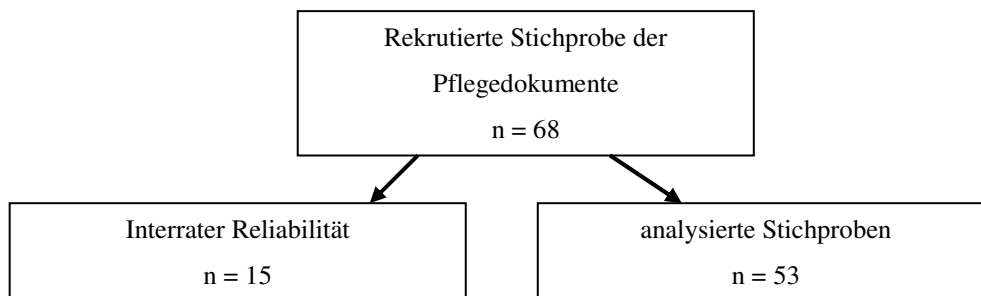 Rekrutierte Stichprobe der
Pflegedokumente
n = 68
Interrater Reliabilität
n = 15
analysierte Stichproben
n = 53